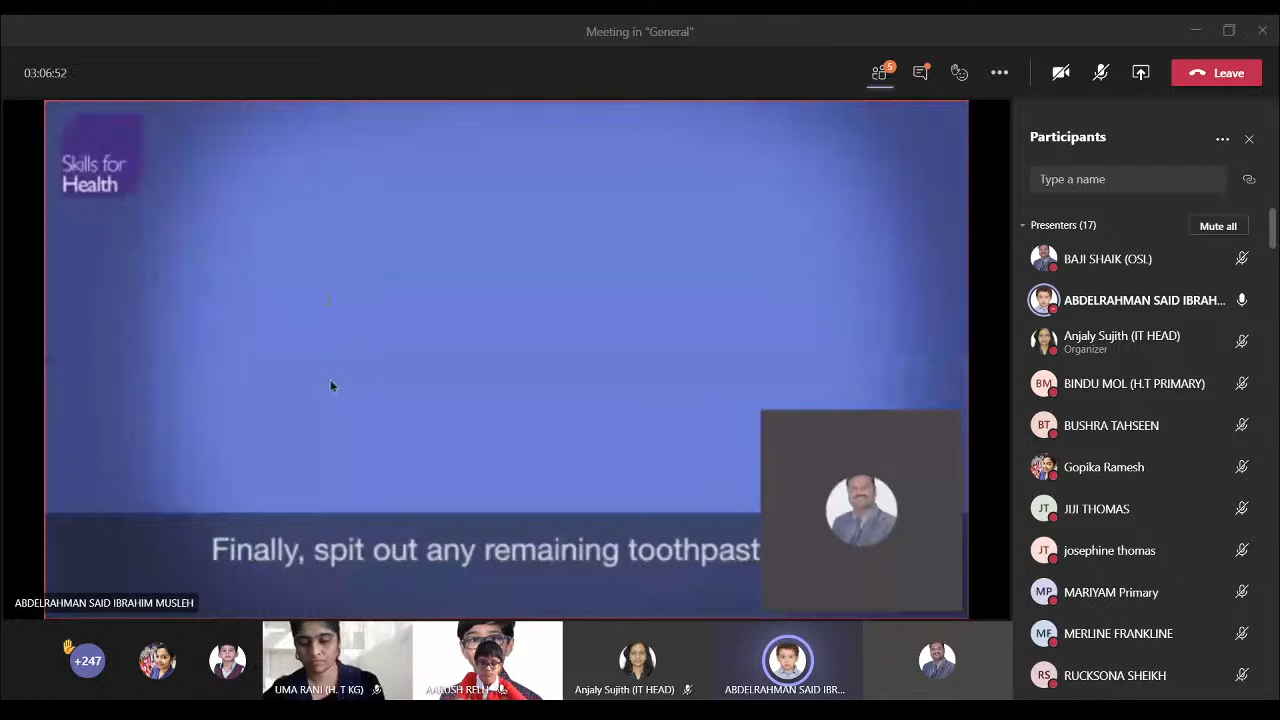 Meeting in "General"
03:06:52
5
Leave
Skills for
Health
Finally, spit out any remaining toothpast
ABDELRAHMAN SAID IBRAHIM MUSLEH
Participants
Type a name
Presenters (17)
Mute all
BAJI SHAIK (OSL)
ABDELRAHMAN SAID IBRAH...
Anjaly Sujith (IT HEAD)
Organizer
BM
BINDU MOL (H.T PRIMARY)
BT
BUSHRA TAHSEEN
Gopika Ramesh
JT
JIJI THOMAS
JT
josephine thomas
MP
MARIYAM Primary
MF
MERLINE FRANKLINE
RS
RUCKSONA SHEIKH
+247
UMA RANI (H. T KG)
AARUSH
Anjaly Sujith (IT HEAD)
ABDELRAHMAN SAID IBR...